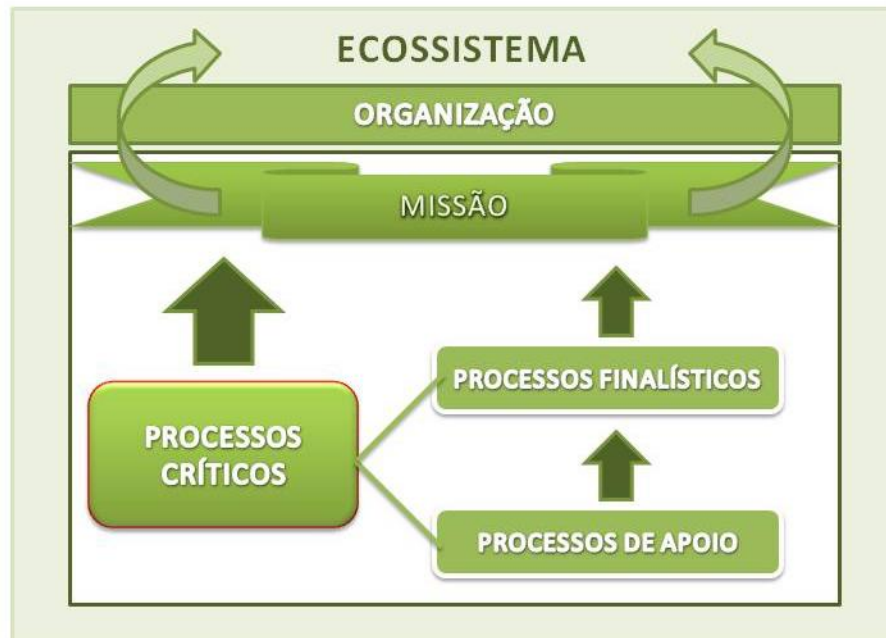 ECOSSISTEMA
ORGANIZAÇÃO
MISSÃO
PROCESSOS
CRÍTICOS
PROCESSOS FINALÍSTICOS
PROCESSOS DE APOIO